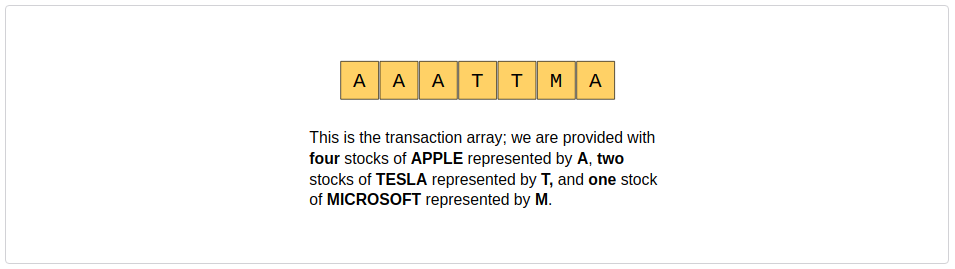 A A A T T M A
This is the transaction array; we are provided with
four stocks of APPLE represented by A, two
stocks of TESLA represented by T, and one stock
of MICROSOFT represented by M.